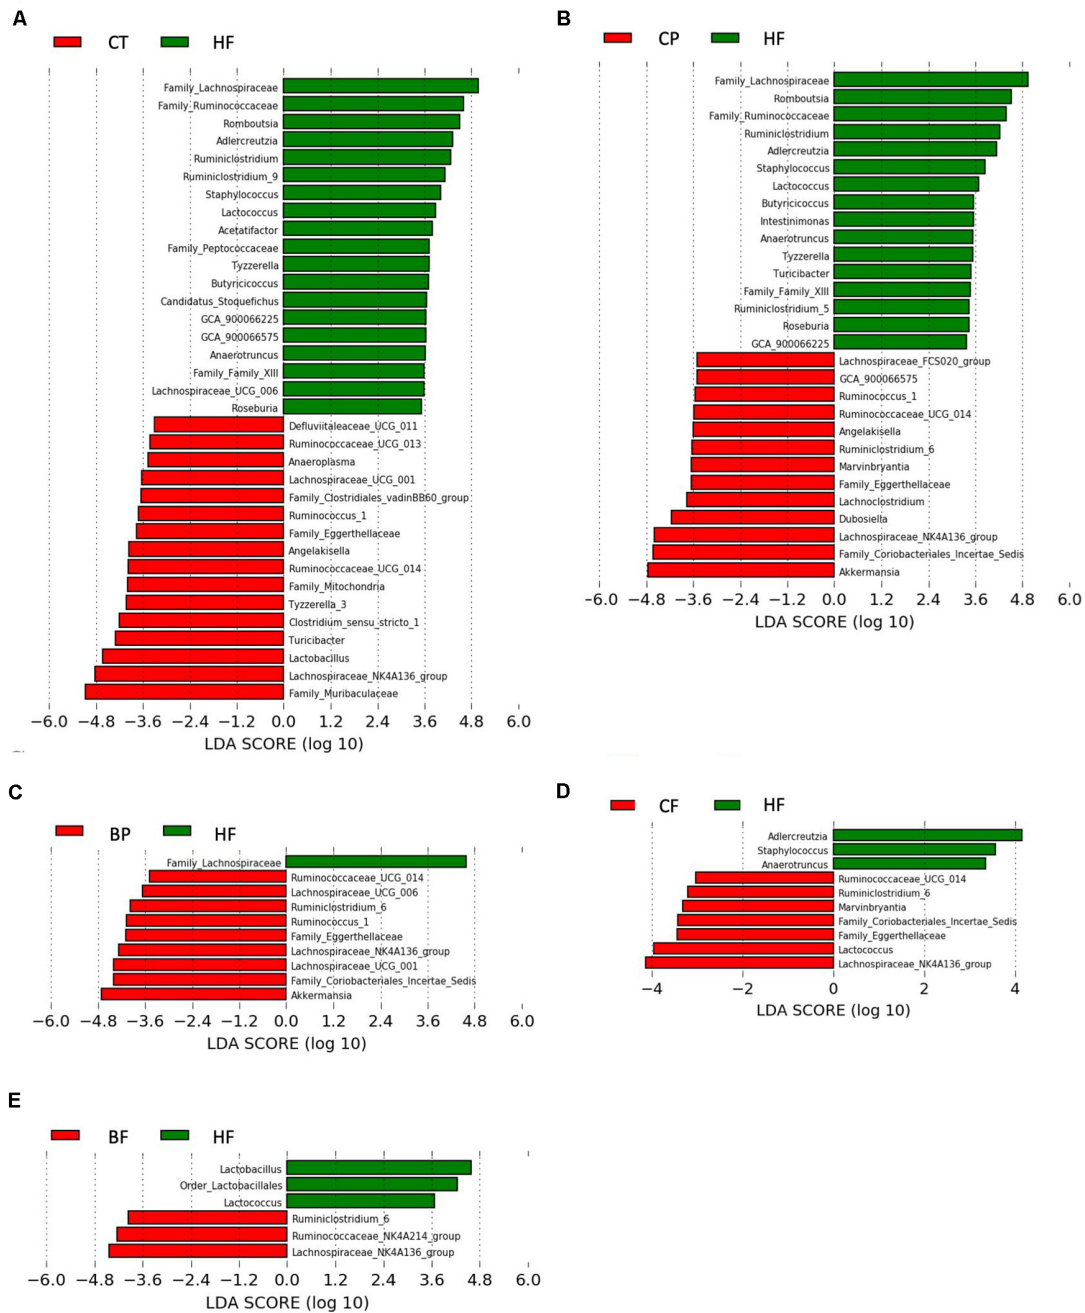 A
CT HF
Family_Lachnospiraceae
Family_Ruminococcaceae
Romboutsia
Adlercreutzia
Ruminiclostridium
Ruminiclostridium_9
Staphylococcus
Lactococcus
Acetatifactor
Family_Peptococcaceae
Tyzzerella
Butyricicoccus
Candidatus_Stoquefichus
GCA_900066225
GCA_900066575
Anaerotruncus
Family_Family_XIII
Lachnospiraceae_UCG_006
Roseburia
Defluviitaleaceae_UCG_011
Ruminococcaceae_UCG_013
Anaeroplasma
Lachnospiraceae_UCG_001
Family_Clostridiales_vadinBB60_group
Ruminococcus_1
Family_Eggerthellaceae
Angelakisella
Ruminococcaceae_UCG_014
Family_Mitochondria
Tyzzerella_3
Clostridium_sensu_stricto_1
Turicibacter
Lactobacillus
Lachnospiraceae_NK4A136_group
Family_Muribaculaceae
−6.0 −4.8 −3.6 −2.4 −1.2 0.0 1.2 2.4 3.6 4.8 6.0
LDA SCORE (log 10)
B
CP HF
Family_Lachnospiraceae
Romboutsia
Family_Ruminococcaceae
Ruminiclostridium
Adlercreutzia
Staphylococcus
Lactococcus
Butyricicoccus
Intestinimonas
Anaerotruncus
Tyzzerella
Turicibacter
Family_Family_XIII
Ruminiclostridium_5
Roseburia
GCA_900066225
Lachnospiraceae_FCS020_group
GCA_900066575
Ruminococcus_1
Ruminococcaceae_UCG_014
Angelakisella
Ruminiclostridium_6
Marvinbryantia
Family_Eggerthellaceae
Lachnoclostridium
Dubosiella
Lachnospiraceae_NK4A136_group
Family_Coriobacteriales_Incertae_Sedis
Akkermansia
-6.0 -4.8 -3.6 -2.4 -1.2 0.0 1.2 2.4 3.6 4.8 6.0
LDA SCORE (log 10)
C
BP HF
Family_Lachnospiraceae
Ruminococcaceae_UCG_014
Lachnospiraceae_UCG_006
Ruminiclostridium_6
Ruminococcus_1
Family_Eggerthellaceae
Lachnospiraceae_NK4A136_group
Lachnospiraceae_UCG_001
Family_Coriobacteriales_Incertae_Sedis
Akkermansia
−6.0 −4.8 −3.6 −2.4 −1.2 0.0 1.2 2.4 3.6 4.8 6.0
LDA SCORE (log 10)
D
CF HF
Adlercreutzia
Staphylococcus
Anaerotruncus
Ruminococcaceae_UCG_014
Ruminiclostridium_6
Marvinbryantia
Family_Coriobacteriales_Incertae_Sedis
Family_Eggerthellaceae
Lactococcus
Lachnospiraceae_NK4A136_group
−4 −2 0 2 4
LDA SCORE (log 10)
E
BF HF
Lactobacillus
Order_Lactobacillales
Lactococcus
Ruminiclostridium_6
Ruminococcaceae_NK4A214_group
Lachnospiraceae_NK4A136_group
−6.0 −4.8 −3.6 −2.4 −1.2 0.0 1.2 2.4 3.6 4.8 6.0
LDA SCORE (log 10)